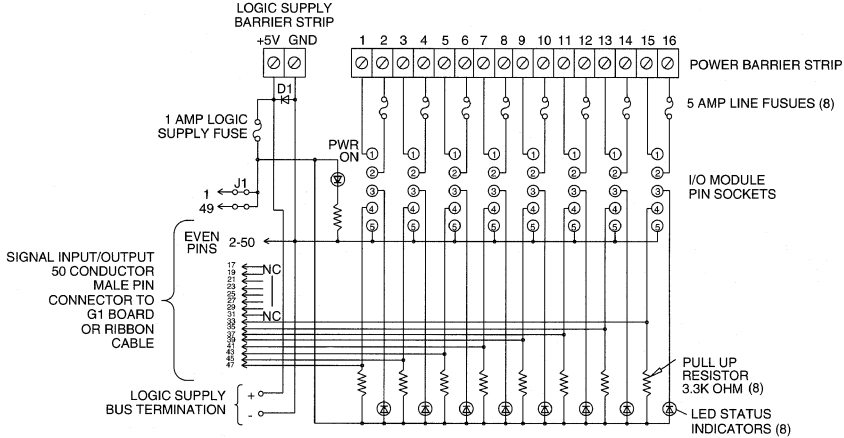 LOGIC SUPPLY
BARRIER STRIP
+5V GND
1 2 3 4 5 6 7 8 9 10 11 12 13 14 15 16
POWER BARRIER STRIP
D1
5 AMP LINE FUSUES (8)
1 AMP LOGIC
SUPPLY FUSE
PWR
ON
1 1 1 1 1 1 1 1
2 2 2 2 2 2 2 2
3 3 3 3 3 3 3 3
4 4 4 4 4 4 4 4
5 5 5 5 5 5 5 5
I/O MODULE
PIN SOCKETS
J1
1
49
EVEN
PINS
2-50
SIGNAL INPUT/OUTPUT
50 CONDUCTOR
MALE PIN
CONNECTOR TO
G1 BOARD
OR RIBBON
CABLE
17
19
21
23
25
27
29
31
33
35
37
39
41
43
45
47
NC
NC
LOGIC SUPPLY
BUS TERMINATION
+
-
PULL UP
RESISTOR
3.3K OHM (8)
LED STATUS
INDICATORS (8)